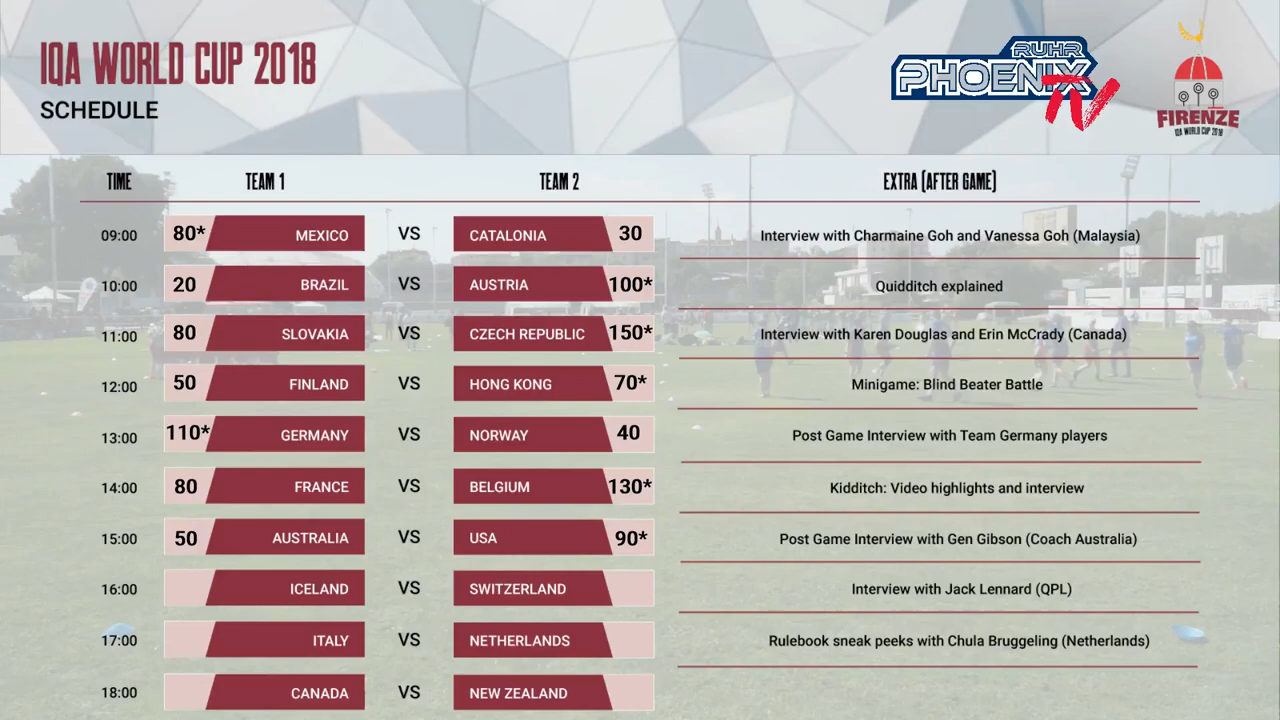 IQA WORLD CUP 2018
SCHEDULE
RUHR
PHOENIX
TV
FIRENZE
IQA WORLD CUP 2018
TIME TEAM 1 TEAM 2 EXTRA (AFTER GAME)
09:00 80* MEXICO VS CATALONIA 30 Interview with Charmaine Goh and Vanessa Goh (Malaysia)
10:00 20 BRAZIL VS AUSTRIA 100* Quidditch explained
11:00 80 SLOVAKIA VS CZECH REPUBLIC 150* Interview with Karen Douglas and Erin McCrady (Canada)
12:00 50 FINLAND VS HONG KONG 70* Minigame: Blind Beater Battle
13:00 110* GERMANY VS NORWAY 40 Post Game Interview with Team Germany players
14:00 80 FRANCE VS BELGIUM 130* Kidditch: Video highlights and interview
15:00 50 AUSTRALIA VS USA 90* Post Game Interview with Gen Gibson (Coach Australia)
16:00 ICELAND VS SWITZERLAND Interview with Jack Lennard (QPL)
17:00 ITALY VS NETHERLANDS Rulebook sneak peeks with Chula Bruggeling (Netherlands)
18:00 CANADA VS NEW ZEALAND